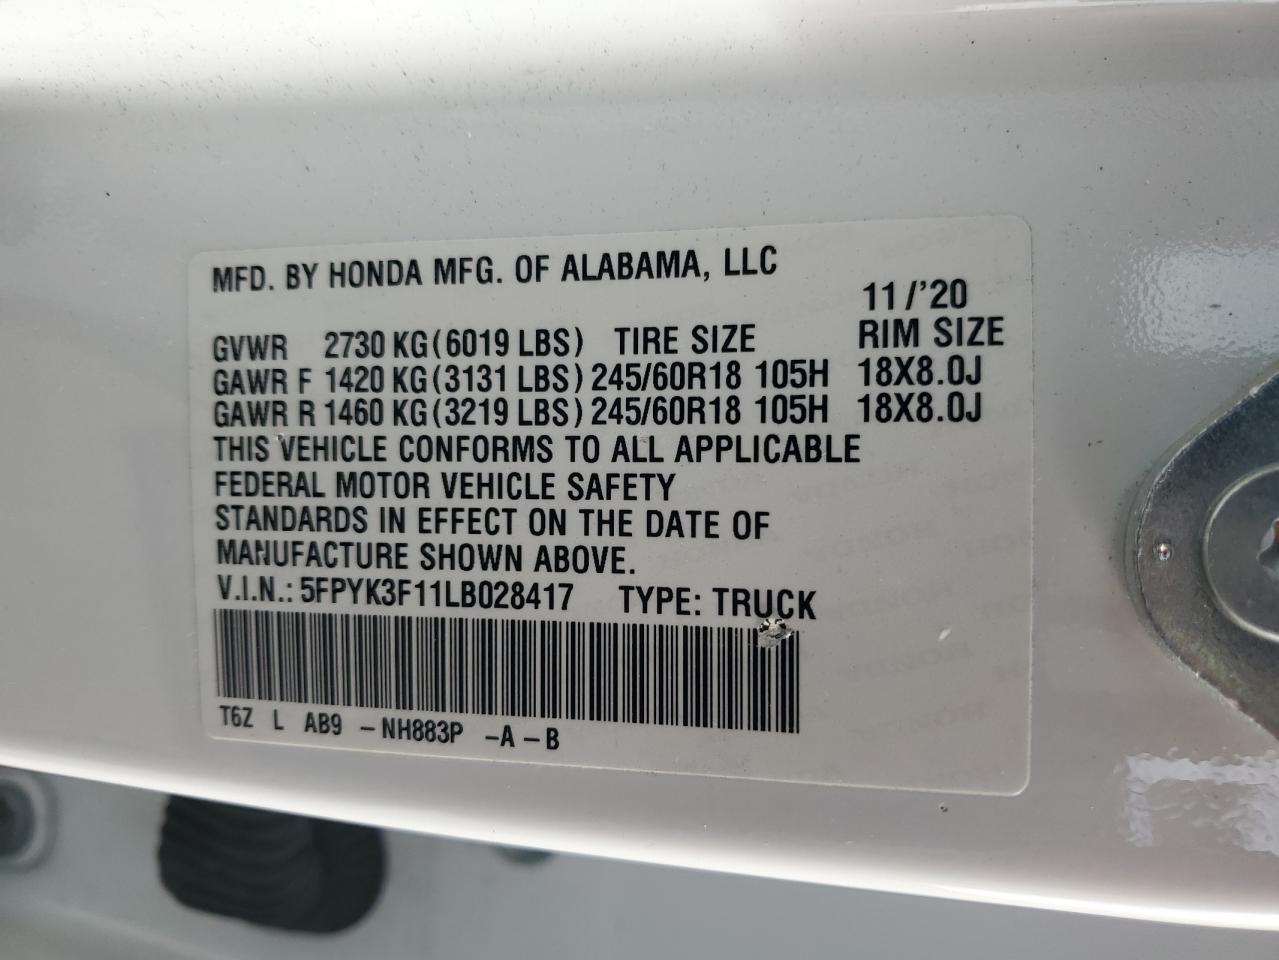 MFD. BY HONDA MFG. OF ALABAMA, LLC
11/'20
GVWR 2730 KG(6019 LBS) TIRE SIZE RIM SIZE
GAWR F 1420 KG(3131 LBS) 245/60R18 105H 18X8.0J
GAWR R 1460 KG(3219 LBS) 245/60R18 105H 18X8.0J
THIS VEHICLE CONFORMS TO ALL APPLICABLE
FEDERAL MOTOR VEHICLE SAFETY
STANDARDS IN EFFECT ON THE DATE OF
MANUFACTURE SHOWN ABOVE.
V.I.N.: 5FPYK3F11LB028417 TYPE: TRUCK
T6Z L AB9 -NH883P -A -B